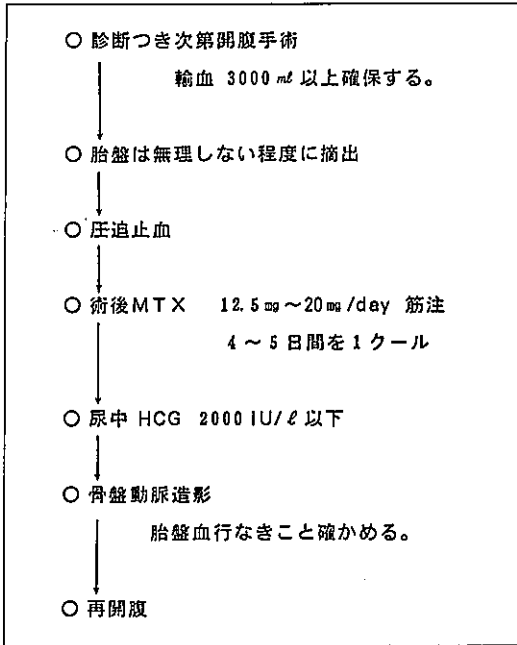 ○ 診断つき次第開腹手術
輸血 3000 ㎖ 以上確保する。
○ 胎盤は無理しない程度に摘出
○ 圧迫止血
○ 術後MTX 12.5㎎~20㎎/day 筋注
4~5日間を1クール
○ 尿中 HCG 2000 IU/ℓ 以下
○ 骨盤動脈造影
胎盤血行なきこと確かめる。
○ 再開腹